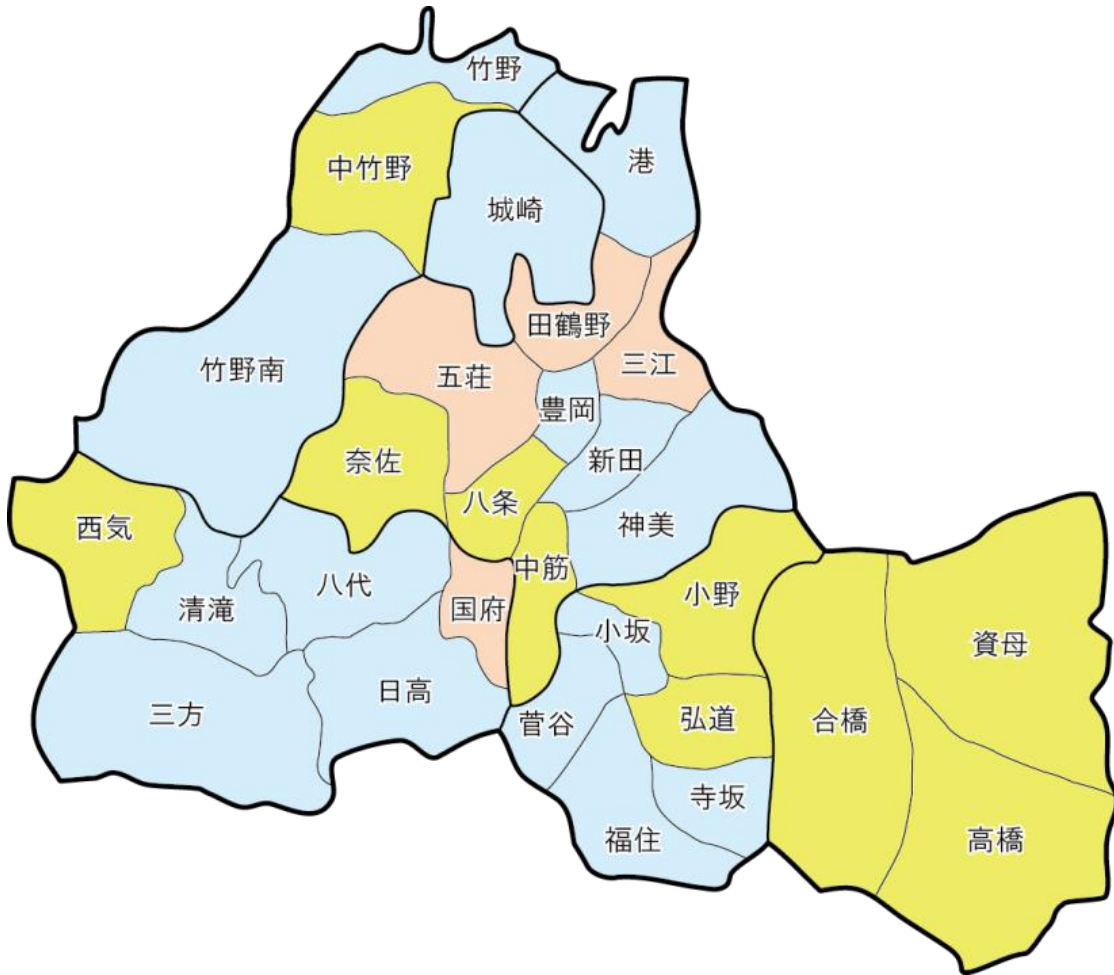 竹野
港
中竹野
城崎
田鶴野
三江
竹野南
五荘
豊岡
新田
奈佐
八条
西気
神美
中筋
小野
八代
清滝
国府
小坂
資母
日高
三方
菅谷
弘道
合橋
寺坂
福住
高橋